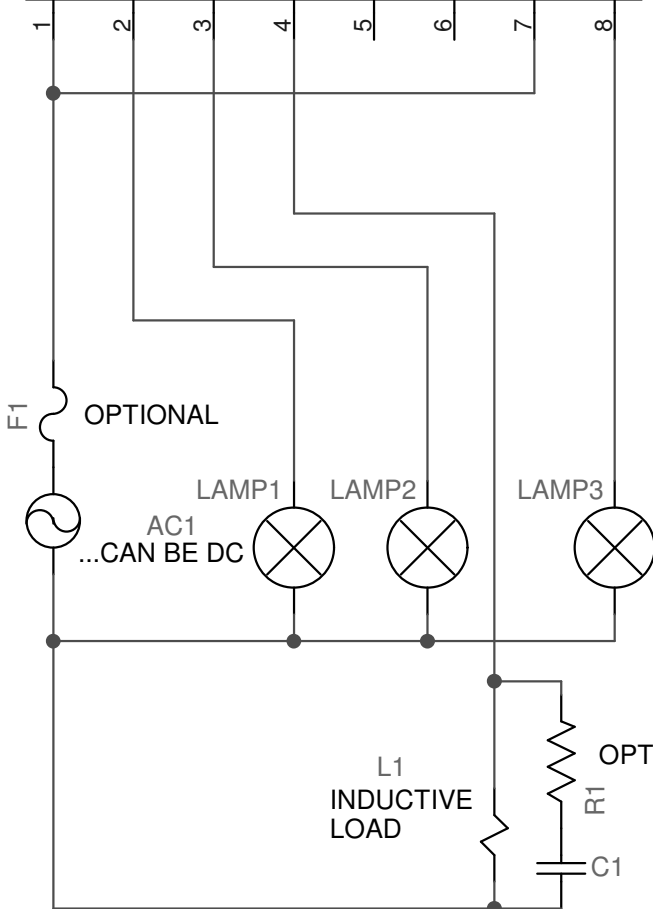 1
2
3
4
5
6
7
8
F1
OPTIONAL
LAMP1
LAMP2
LAMP3
AC1
...CAN BE DC
L1
INDUCTIVE
LOAD
OPT
R1
C1